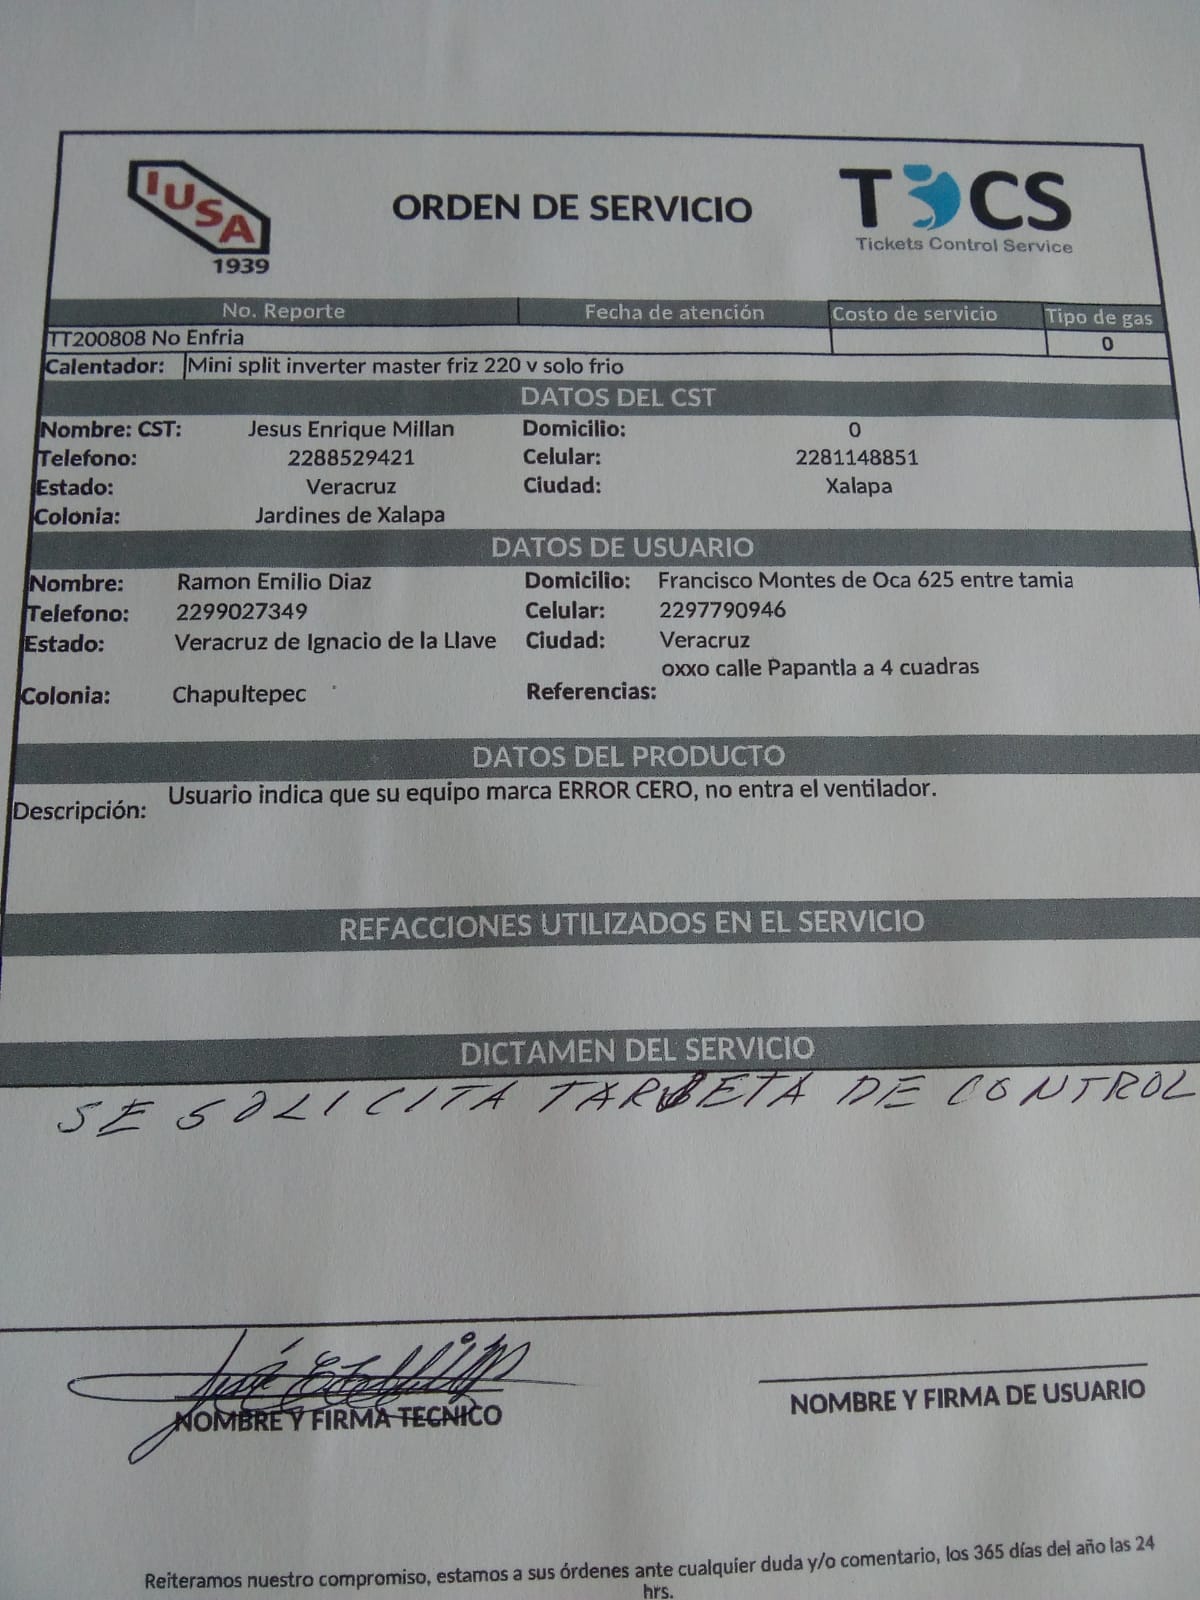 IUSA
1939
ORDEN DE SERVICIO
TCS
Tickets Control Service
No. Reporte Fecha de atención Costo de servicio Tipo de gas
TT200808 No Enfria 0
Calentador: Mini split inverter master friz 220 v solo frio
DATOS DEL CST
Nombre: CST: Jesus Enrique Millan Domicilio: 0
Telefono: 2288529421 Celular: 2281148851
Estado: Veracruz Ciudad: Xalapa
Colonia: Jardines de Xalapa
DATOS DE USUARIO
Nombre: Ramon Emilio Diaz Domicilio: Francisco Montes de Oca 625 entre tamia
Telefono: 2299027349 Celular: 2297790946
Estado: Veracruz de Ignacio de la Llave Ciudad: Veracruz
oxxo calle Papantla a 4 cuadras
Colonia: Chapultepec Referencias:
DATOS DEL PRODUCTO
Descripción: Usuario indica que su equipo marca ERROR CERO, no entra el ventilador.
REFACCIONES UTILIZADOS EN EL SERVICIO
DICTAMEN DEL SERVICIO
SE SOLICITA TARJETA DE CONTROL
NOMBRE Y FIRMA TECNICO NOMBRE Y FIRMA DE USUARIO
Reiteramos nuestro compromiso, estamos a sus órdenes ante cualquier duda y/o comentario, los 365 días del año las 24
hrs.